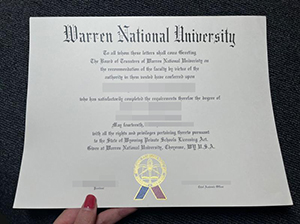 Warren National University
To all whom these letters shall come Greeting
The Board of Trustees of Warren National University on
the recommendation of the faculty by virtue of the
authority in them vested have conferred upon
who has satisfactorily completed the requirements therefor the degree of
May fourteenth,
with all the rights and privileges pertaining thereto pursuant
to the State of Wyoming Private Schools Licensing Act.
Given at Warren National University, Cheyenne, WY U.S.A.
President